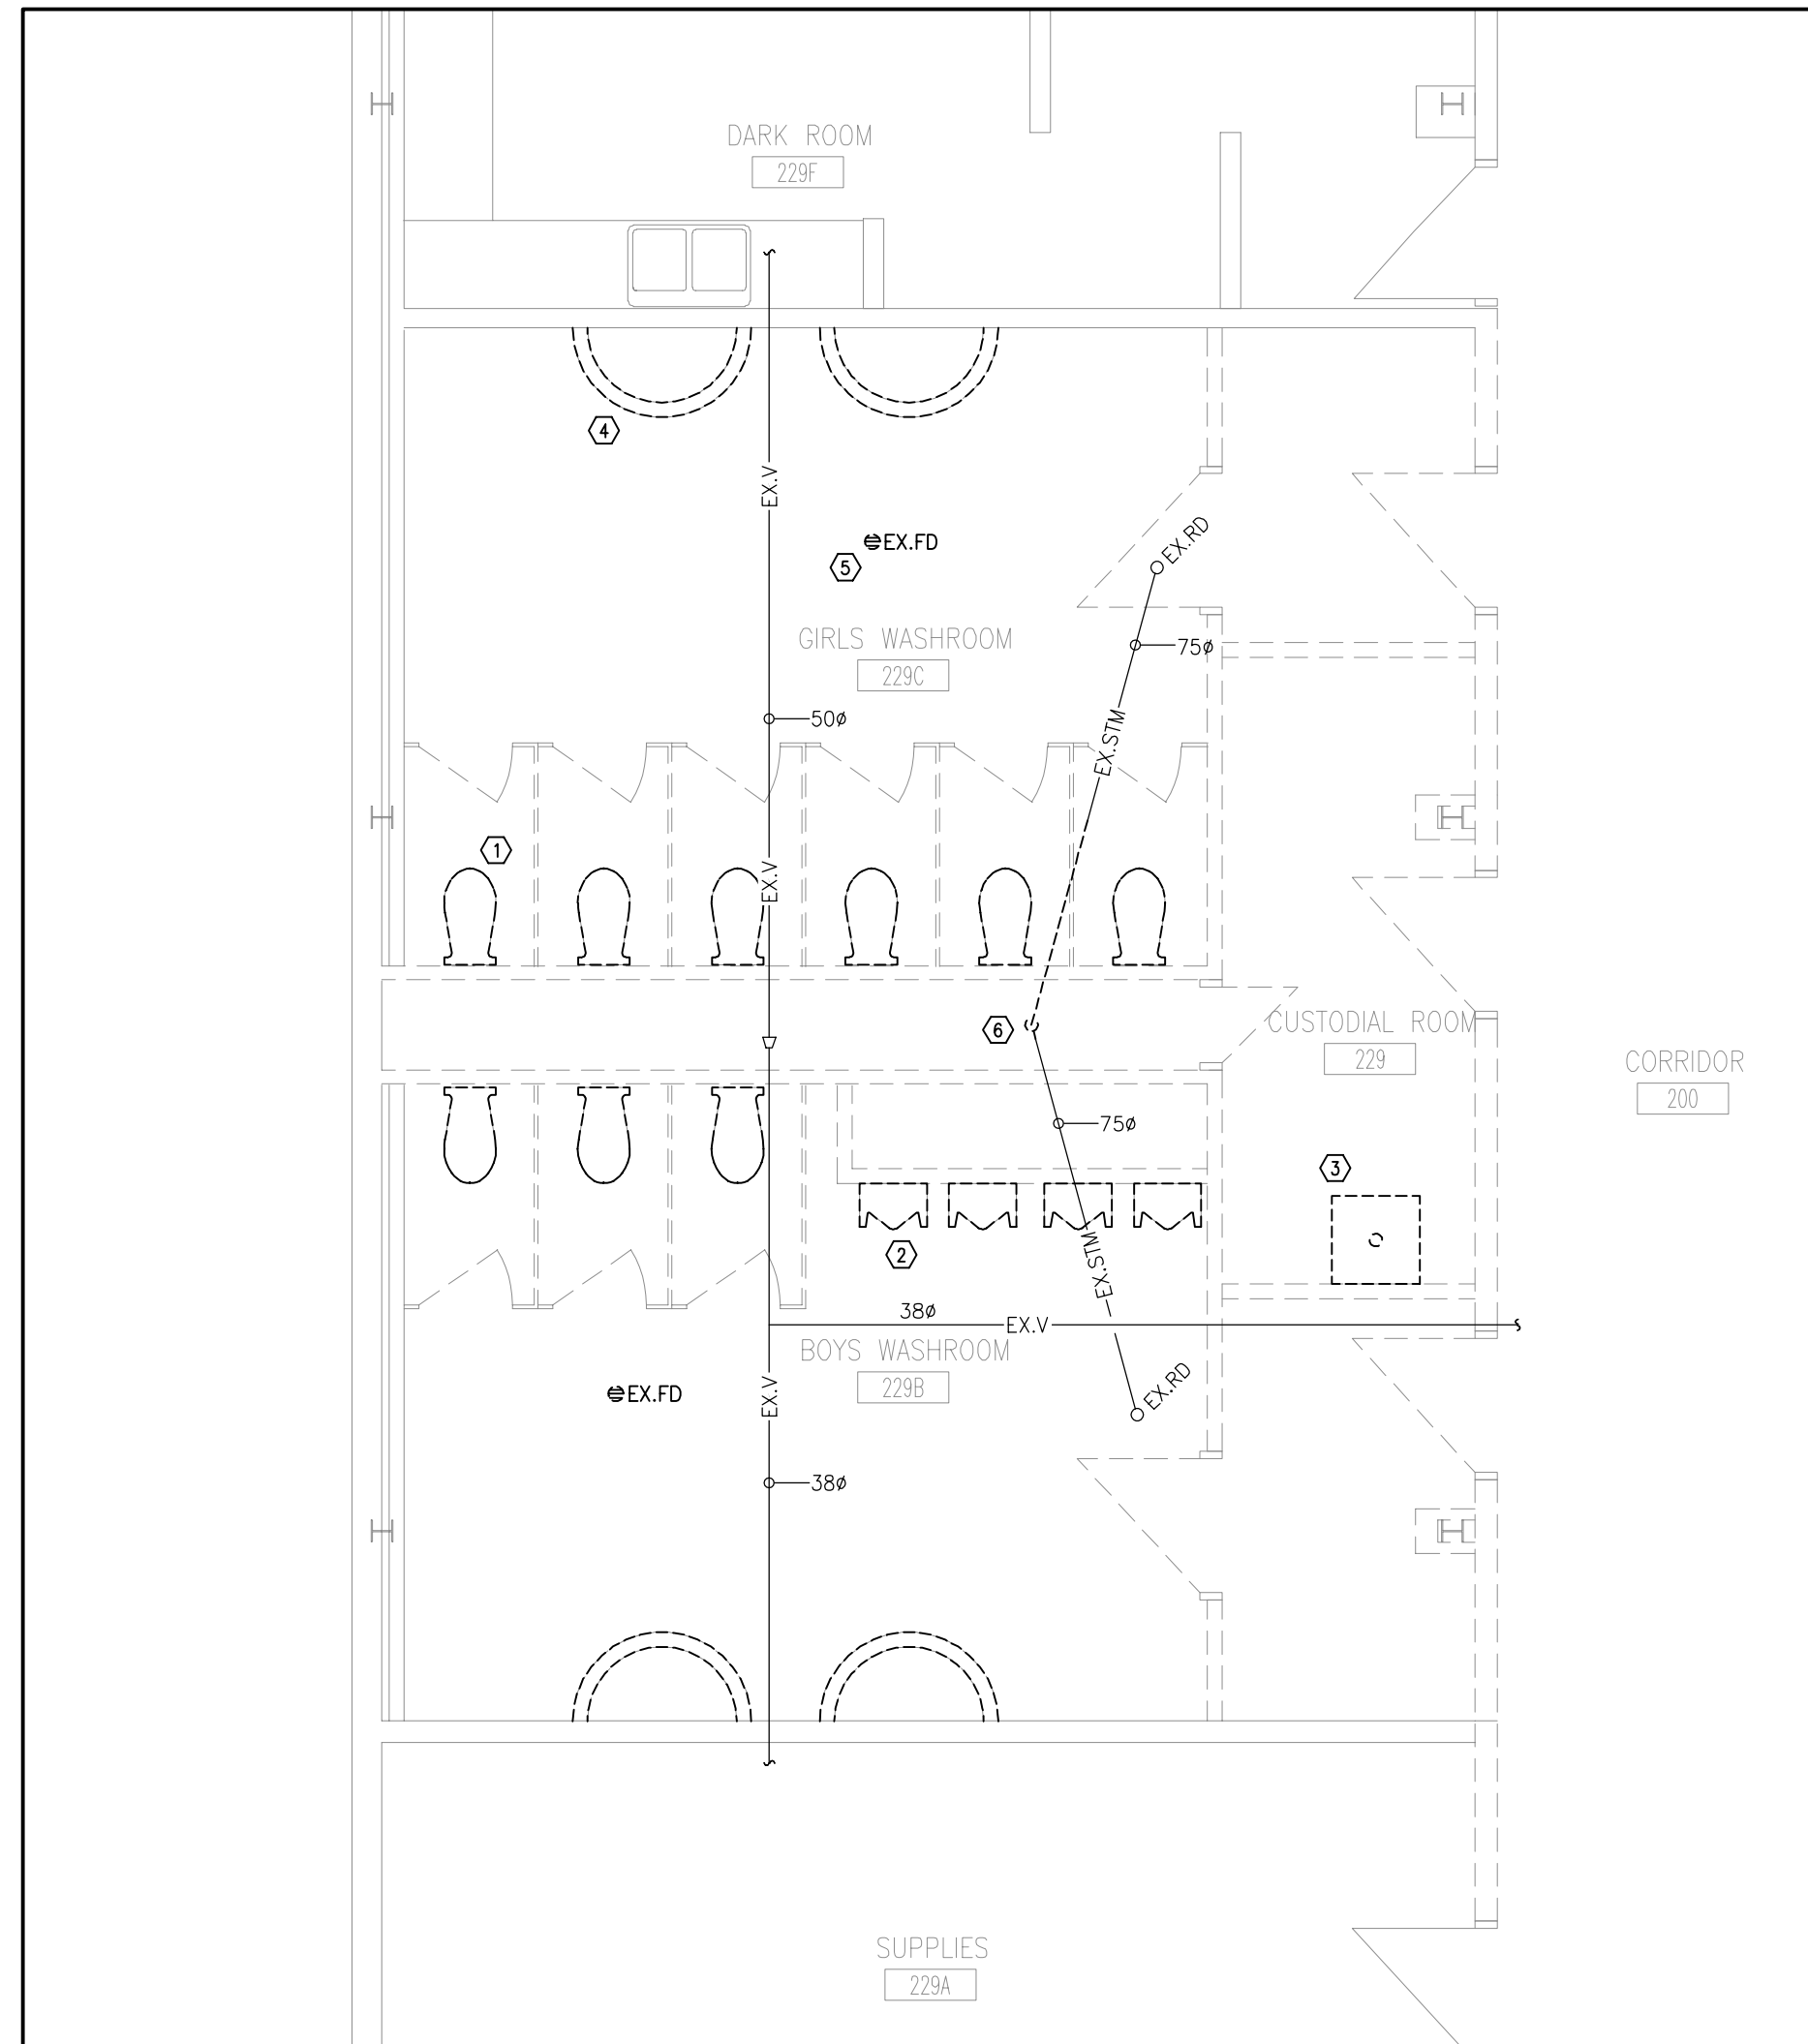 DARK ROOM
229F
4
EX.V
EX.FD
5
EX.RD
GIRLS WASHROOM
229C
75ø
50ø
EX.STM
1
EX.V
6
CUSTODIAL ROOM
229
CORRIDOR
200
75ø
3
2
EX.STM
38ø
EX.V
BOYS WASHROOM
229B
EX.FD
EX.V
EX.RD
38ø
SUPPLIES
229A